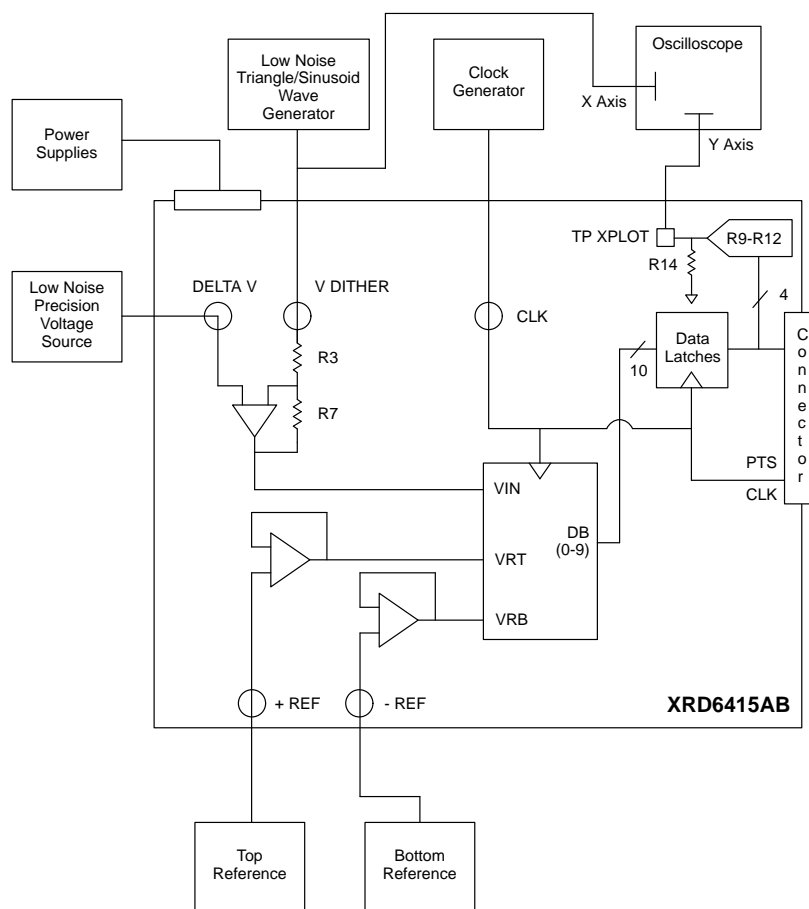 Low Noise
Triangle/Sinusoid
Wave
Generator
Clock
Generator
Oscilloscope
X Axis
Y Axis
Power
Supplies
TP XPLOT
R9-R12
R14
4
Low Noise
Precision
Voltage
Source
DELTA V
V DITHER
CLK
R3
R7
Data
Latches
10
Connector
PTS
CLK
VIN
DB
(0-9)
VRT
VRB
+ REF
- REF
XRD6415AB
Top
Reference
Bottom
Reference